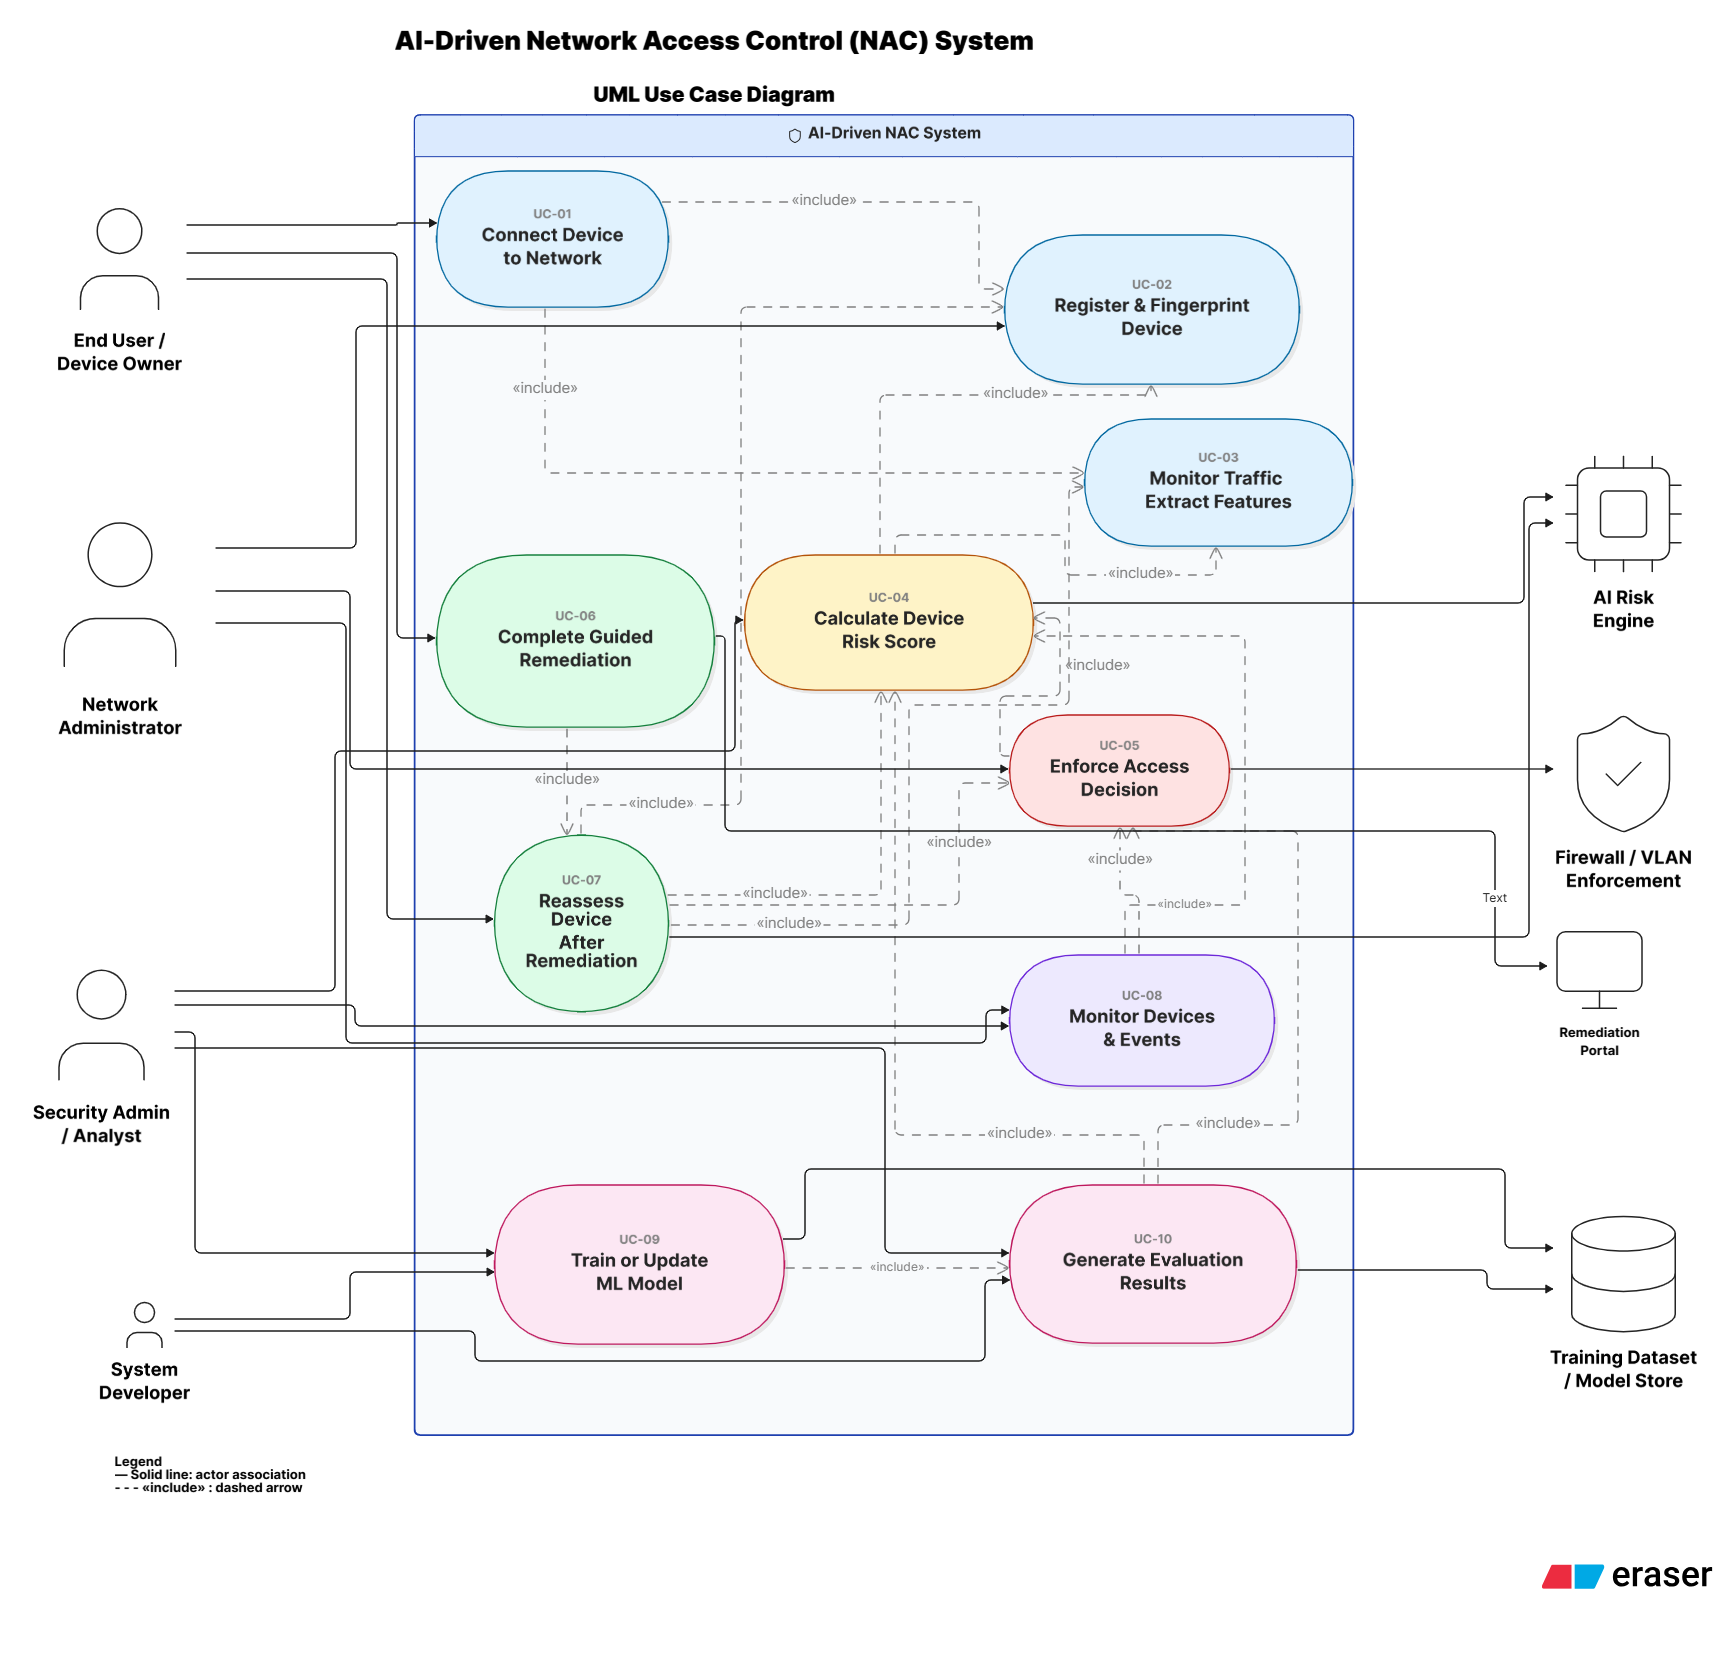 AI-Driven Network Access Control (NAC) System
UML Use Case Diagram
AI-Driven NAC System
UC-01
Connect Device
to Network
«include»
UC-02
Register & Fingerprint
Device
End User /
Device Owner
«include»
«include»
UC-03
Monitor Traffic
Extract Features
«include»
AI Risk
Engine
UC-06
Complete Guided
Remediation
UC-04
Calculate Device
Risk Score
«include»
Network
Administrator
UC-05
Enforce Access
Decision
«include»
«include»
«include»
«include»
Firewall / VLAN
Enforcement
UC-07
Reassess
Device
After
Remediation
«include»
«include»
«include»
Text
UC-08
Monitor Devices
& Events
Remediation
Portal
Security Admin
/ Analyst
«include»
«include»
UC-09
Train or Update
ML Model
«include»
UC-10
Generate Evaluation
Results
System
Developer
Training Dataset
/ Model Store
Legend
— Solid line: actor association
- - - «include» : dashed arrow
eraser